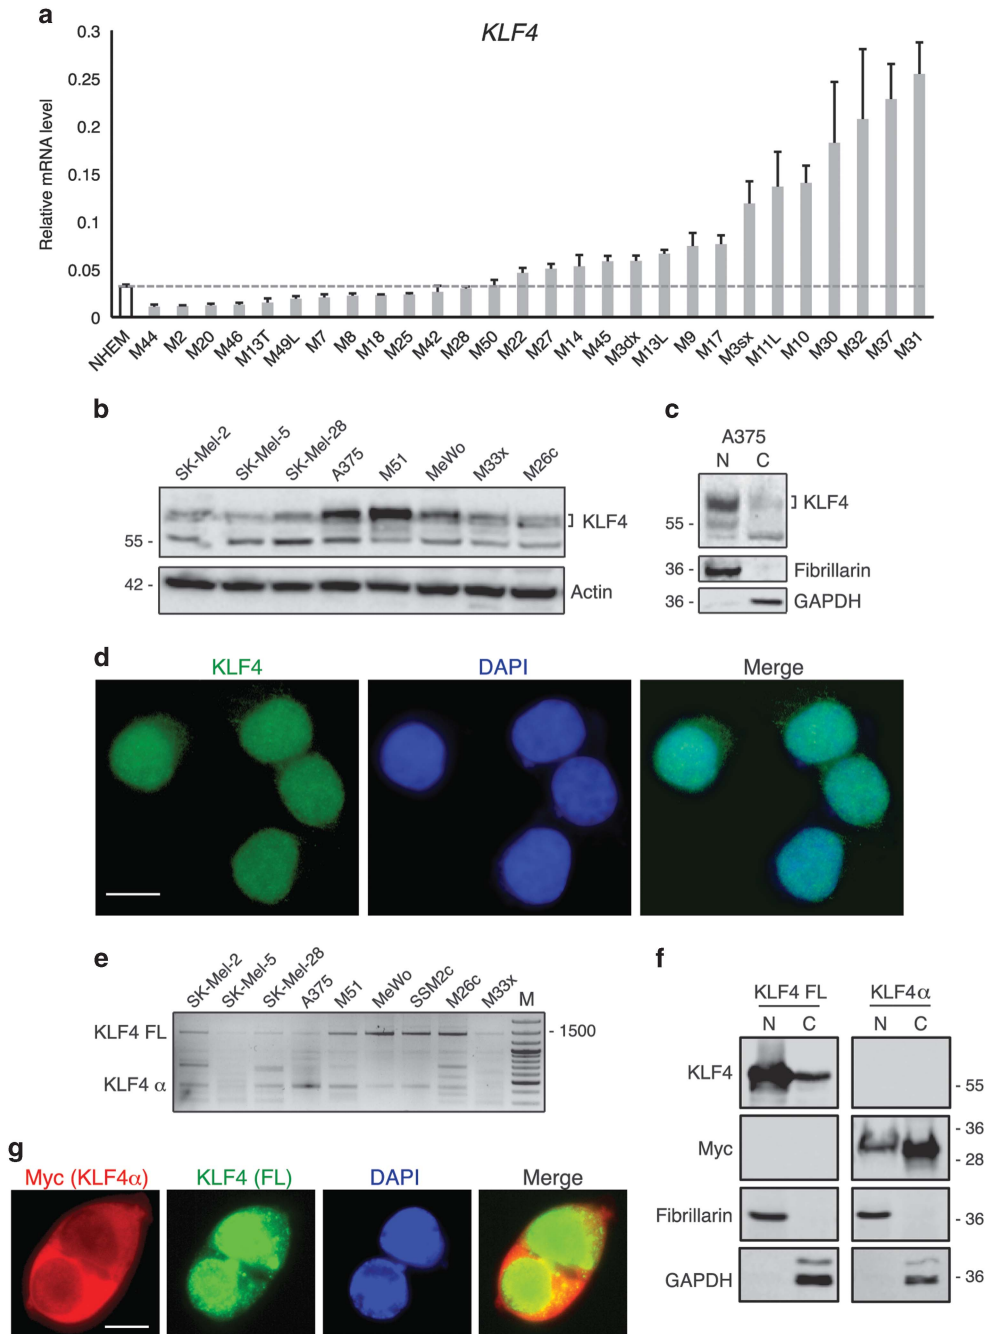 a
KLF4
Relative mRNA level
0.3
0.25
0.2
0.15
0.1
0.05
0
NHEM M44 M2 M20 M46 M13T M49L M7 M8 M18 M25 M42 M28 M50 M22 M27 M14 M45 M3dx M13L M9 M17 M3sx M11L M10 M30 M32 M37 M31
b
SK-Mel-2 SK-Mel-5 SK-Mel-28 A375 M51 MeWo M33x M26c
KLF4
55 -
42 -
Actin
c
A375
N C
KLF4
55 -
36 - Fibrillarin
36 - GAPDH
d
KLF4 DAPI Merge
e
SK-Mel-2 SK-Mel-5 SK-Mel-28 A375 M51 MeWo SSM2c M26c M33x M
KLF4 FL - 1500
KLF4 α
f
KLF4 FL KLF4α
N C N C
KLF4 - 55
- 36
Myc
- 28
Fibrillarin - 36
GAPDH - 36
g
Myc (KLF4α) KLF4 (FL) DAPI Merge